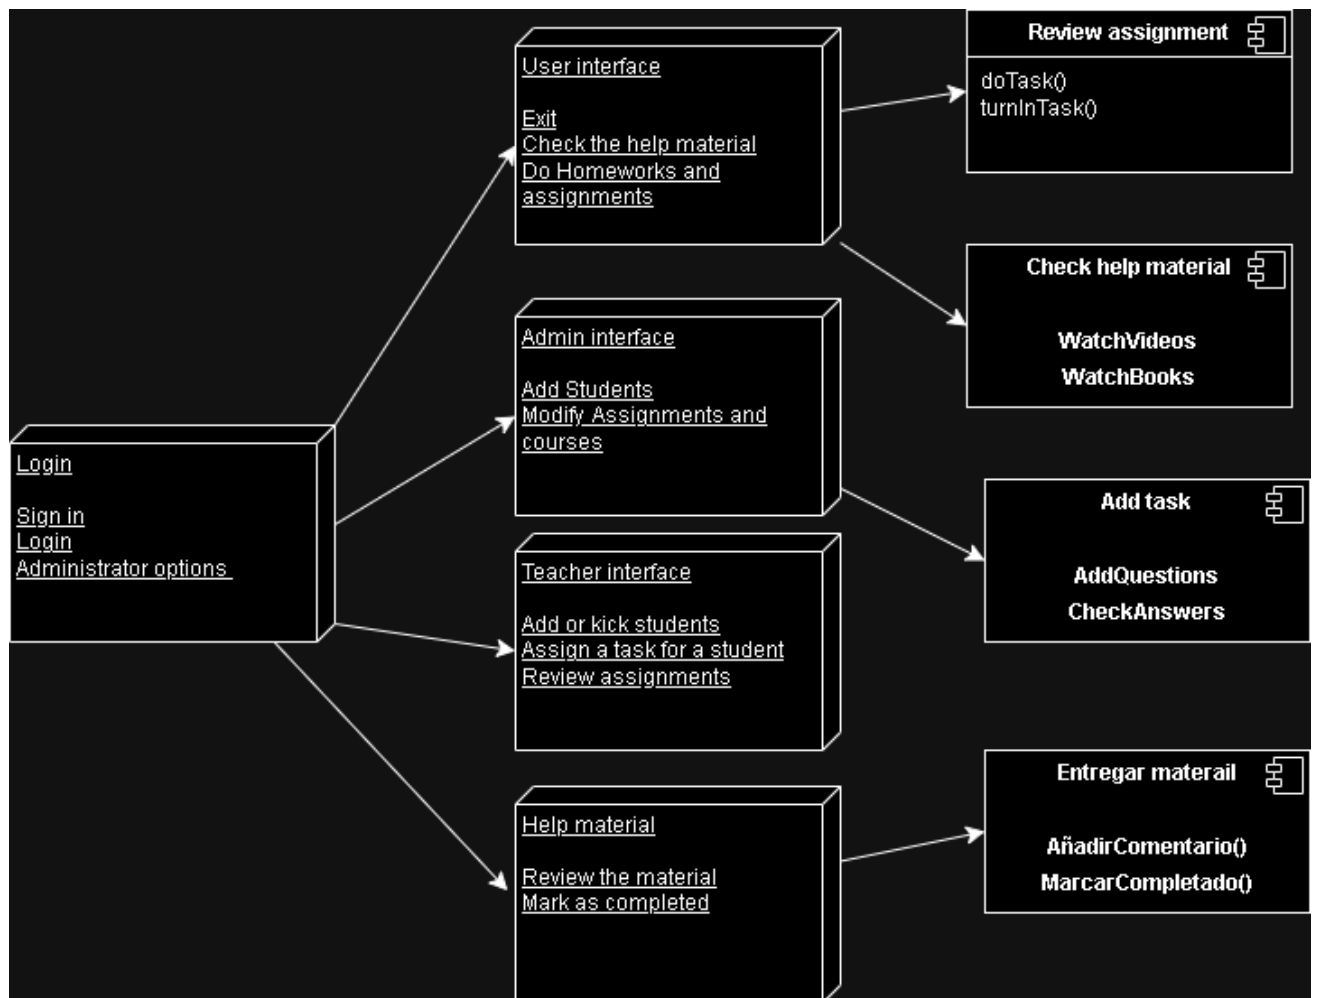 Login
Sign in
Login
Administrator options
User interface
Exit
Check the help material
Do Homeworks and
assignments
Admin interface
Add Students
Modify Assignments and
courses
Teacher interface
Add or kick students
Assign a task for a student
Review assignments
Help material
Review the material
Mark as completed
Review assignment
doTask()
turnInTask()
Check help material
WatchVideos
WatchBooks
Add task
AddQuestions
CheckAnswers
Entregar materail
AñadirComentario()
MarcarCompletado()